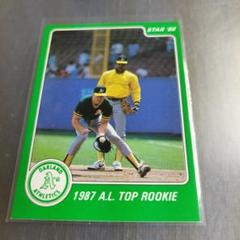 STAR '88
OAKLAND
ATHLETICS
1987 A.L. TOP ROOKIE